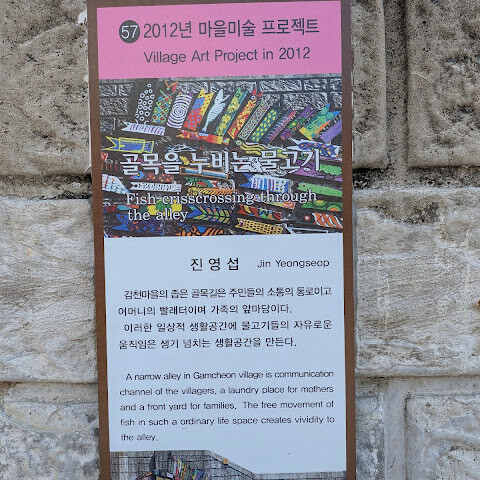 57 2012년 마을미술 프로젝트
Village Art Project in 2012
골목을 누비는 물고기
Fish crisscrossing through
the alley
진영섭 Jin Yeongseop
감천마을의 좁은 골목길은 주민들의 소통의 통로이고
어머니의 빨래터이며 가족의 앞마당이다.
이러한 일상적 생활공간에 물고기들의 자유로운
움직임은 생기 넘치는 생활공간을 만든다.
A narrow alley in Gamcheon village is communication
channel of the villagers, a laundry place for mothers
and a front yard for families. The free movement of
fish in such a ordinary life space creates vividity to
the alley.